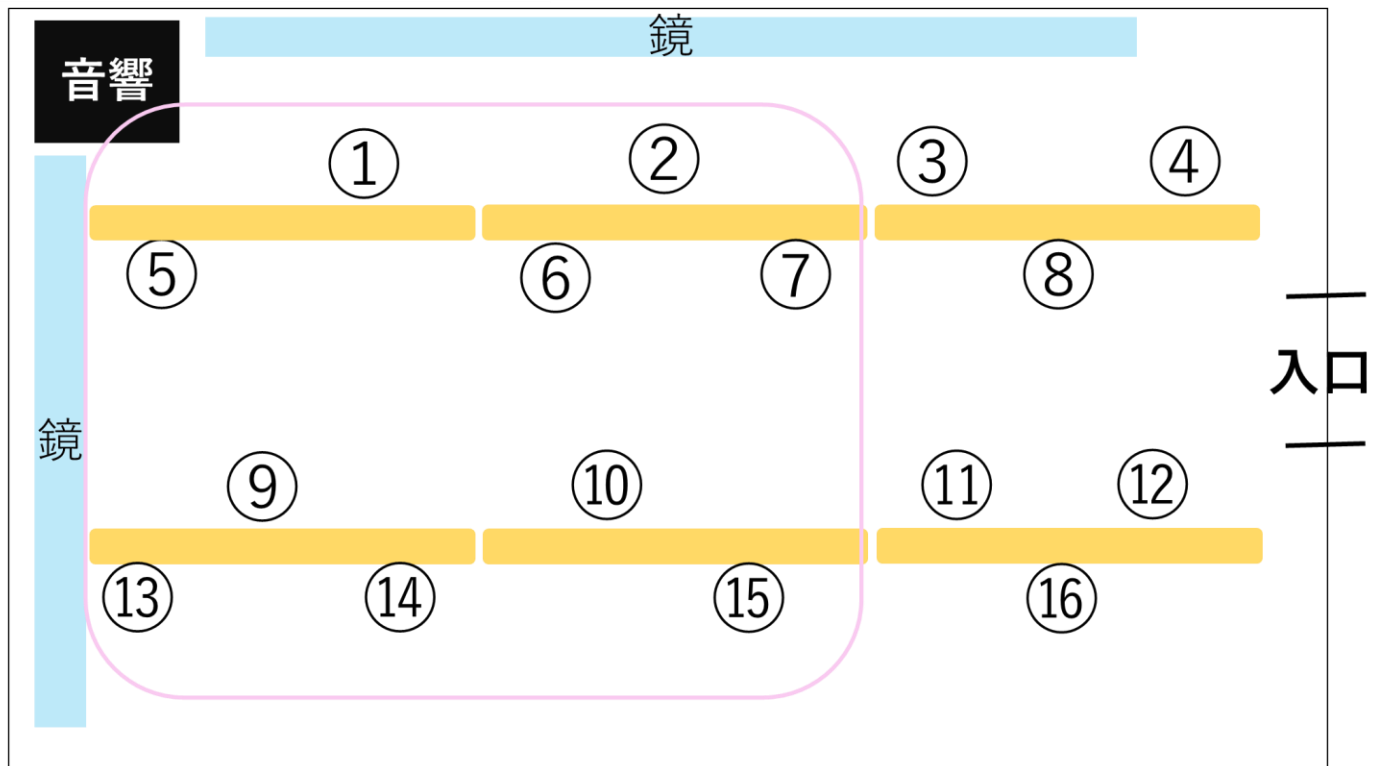 鏡
音響
① ② ③ ④
⑤ ⑥ ⑦ ⑧
入口
鏡
⑨ ⑩ ⑪ ⑫
⑬ ⑭ ⑮ ⑯